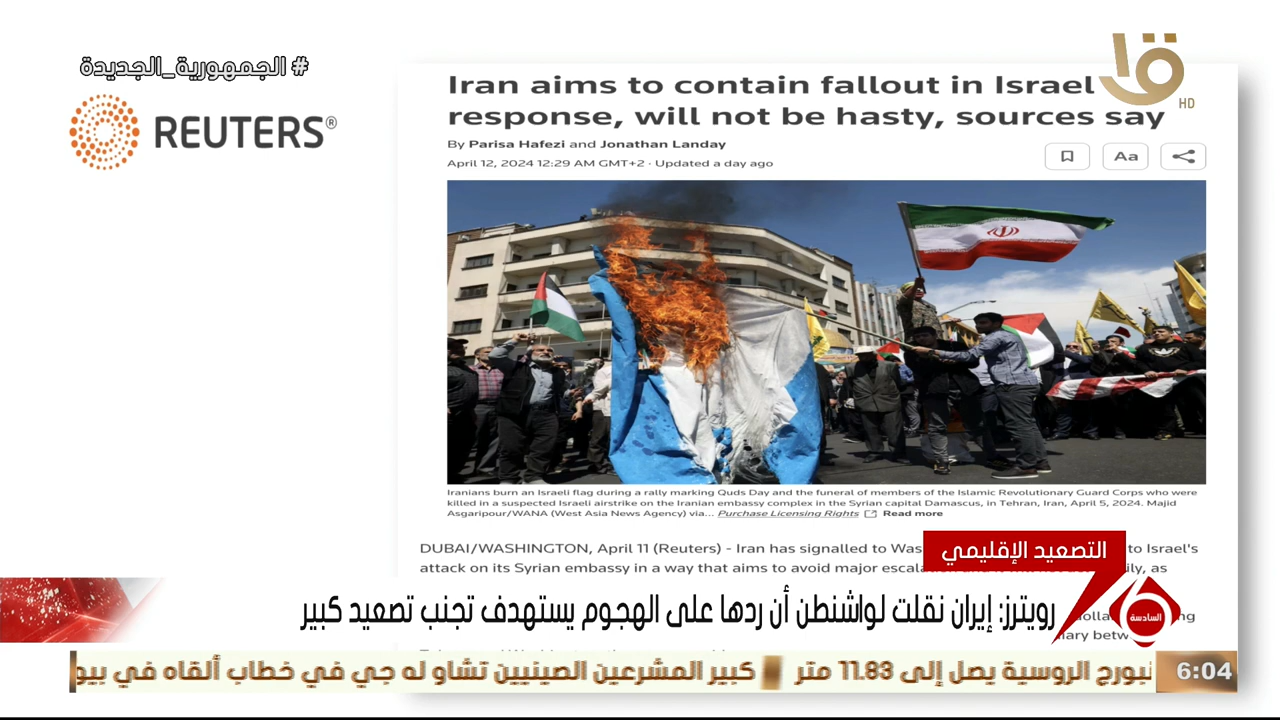 # الجمهورية_الجديدة
REUTERS®
HD
Iran aims to contain fallout in Israel
response, will not be hasty, sources say
By Parisa Hafezi and Jonathan Landay
April 12, 2024 12:29 AM GMT+2 · Updated a day ago
Aa
Iranians burn an Israeli flag during a rally marking Quds Day and the funeral of members of the Islamic Revolutionary Guard Corps who were
killed in a suspected Israeli airstrike on the Iranian embassy complex in the Syrian capital Damascus, in Tehran, Iran, April 5, 2024. Majid
Asgaripour/WANA (West Asia News Agency) via... Purchase Licensing Rights Read more
DUBAI/WASHINGTON, April 11 (Reuters) - Iran has signalled to to Israel's
attack on its Syrian embassy in a way that aims to avoid major as
التصعيد الإقليمي
رويترز: إيران نقلت لواشنطن أن ردها على الهجوم يستهدف تجنب تصعيد كبير
السادسة
الروسية يصل إلى 11.83 متر كبير المشرعين الصينيين تشاو له جي في خطاب ألقاه في
6:04